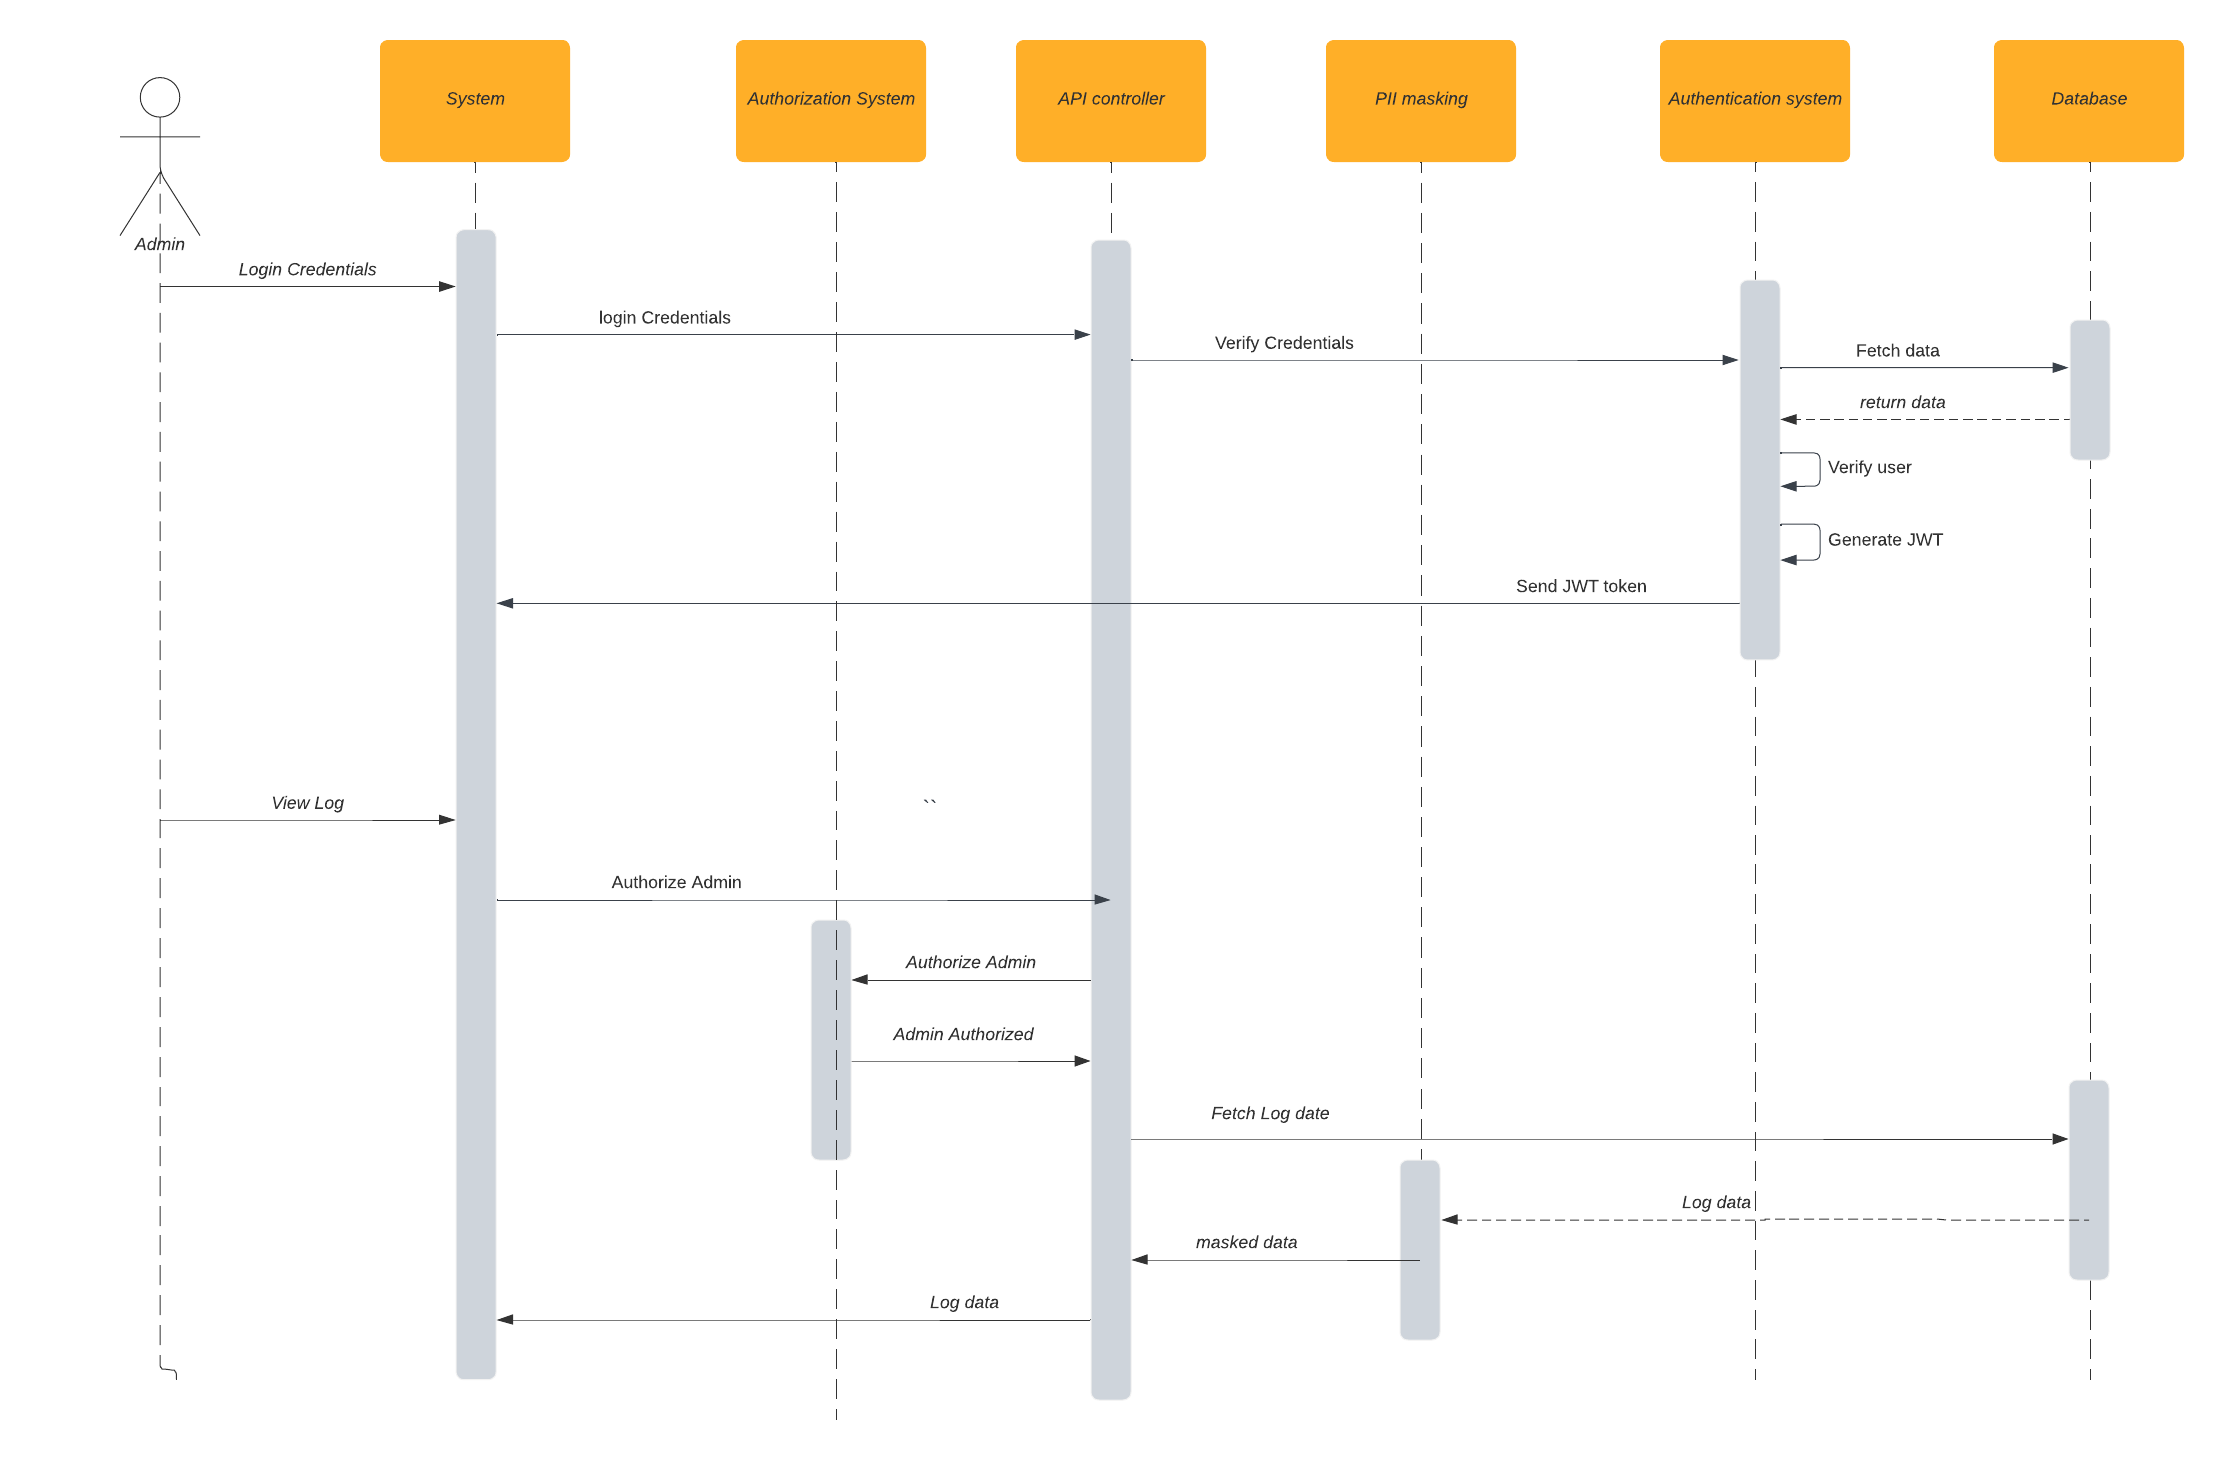 System
Authorization System
API controller
PII masking
Authentication system
Database
Admin
Login Credentials
login Credentials
Verify Credentials
Fetch data
return data
Verify user
Generate JWT
Send JWT token
View Log
``
Authorize Admin
Authorize Admin
Admin Authorized
Fetch Log date
Log data
masked data
Log data